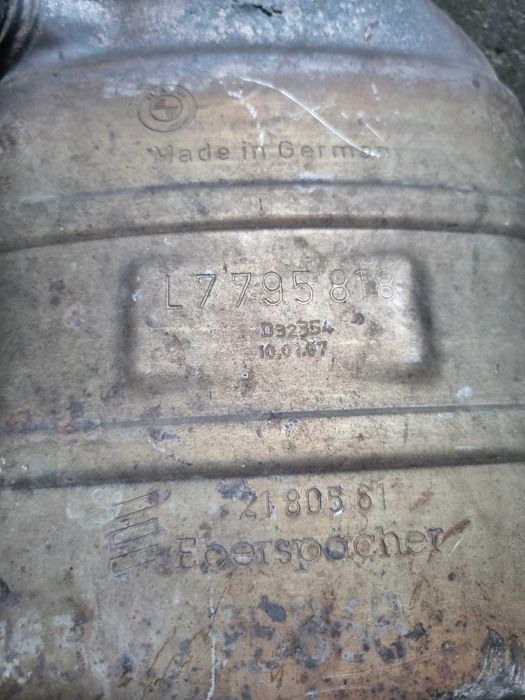 Made in Germany
L7795818
D32354
10.01.07
21 805 61
Eberspächer